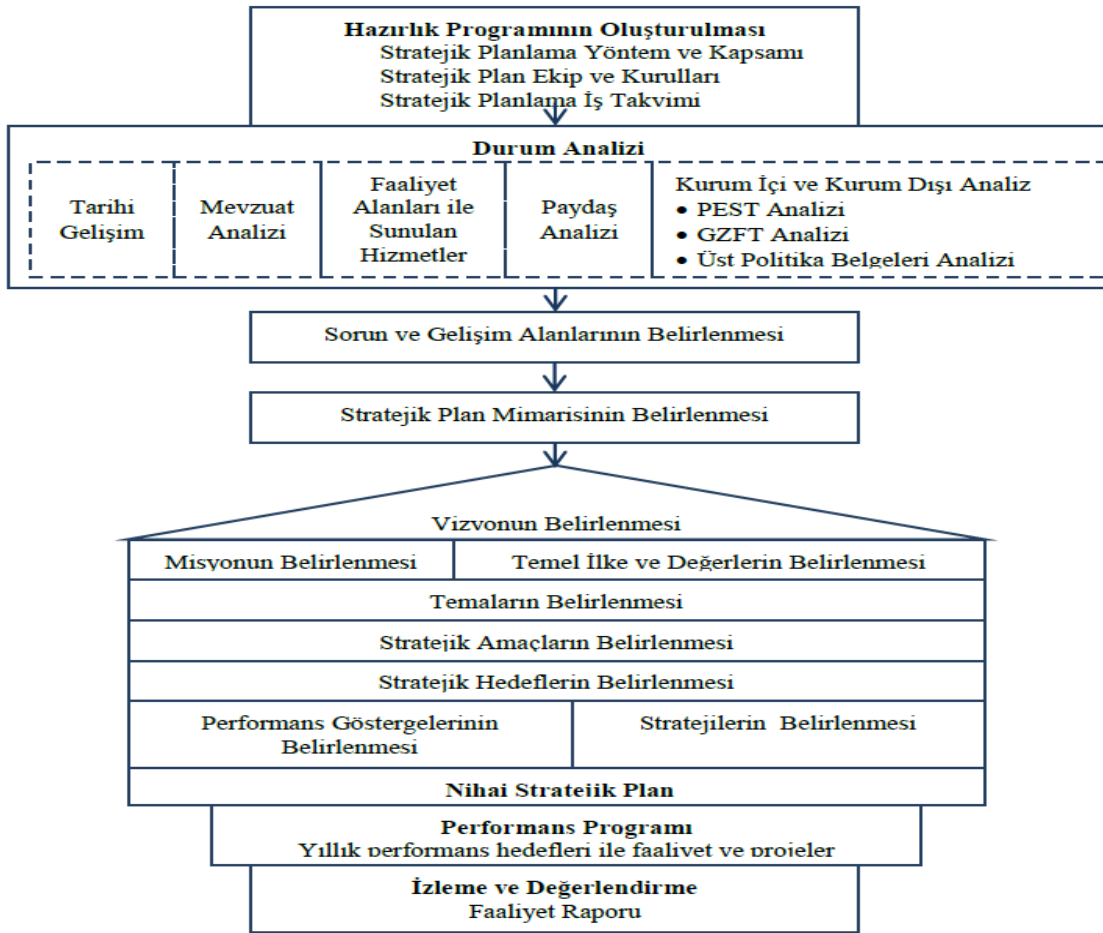 Hazırlık Programının Oluşturulması
Stratejik Planlama Yöntem ve Kapsamı
Stratejik Plan Ekip ve Kurulları
Stratejik Planlama İş Takvimi
Durum Analizi
Tarihi
Gelişim
Mevzuat
Analizi
Faaliyet
Alanları ile
Sunulan
Hizmetler
Paydaş
Analizi
Kurum İçi ve Kurum Dışı Analiz
• PEST Analizi
• GZFT Analizi
• Üst Politika Belgeleri Analizi
Sorun ve Gelişim Alanlarının Belirlenmesi
Stratejik Plan Mimarisinin Belirlenmesi
Vizyonun Belirlenmesi
Misyonun Belirlenmesi
Temel İlke ve Değerlerin Belirlenmesi
Temaların Belirlenmesi
Stratejik Amaçların Belirlenmesi
Stratejik Hedeflerin Belirlenmesi
Performans Göstergelerinin
Belirlenmesi
Stratejilerin Belirlenmesi
Nihai Stratejik Plan
Performans Programı
Yıllık performans hedefleri ile faaliyet ve projeler
İzleme ve Değerlendirme
Faaliyet Raporu